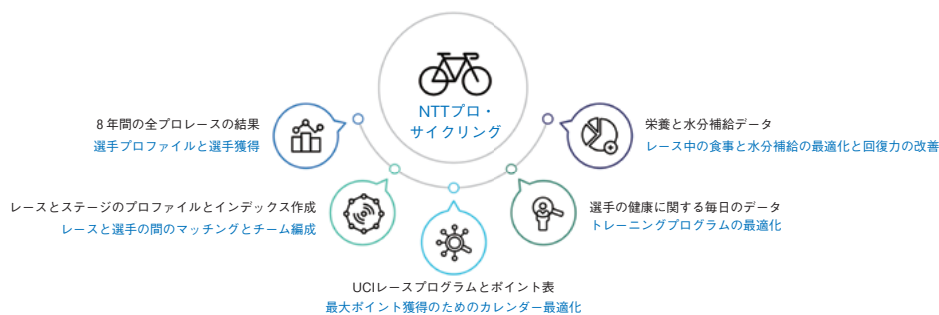 NTTプロ・
サイクリング
8年間の全プロレースの結果
選手プロファイルと選手獲得
レースとステージのプロファイルとインデックス作成
レースと選手の間のマッチングとチーム編成
UCIレースプログラムとポイント表
最大ポイント獲得のためのカレンダー最適化
選手の健康に関する毎日のデータ
トレーニングプログラムの最適化
栄養と水分補給データ
レース中の食事と水分補給の最適化と回復力の改善